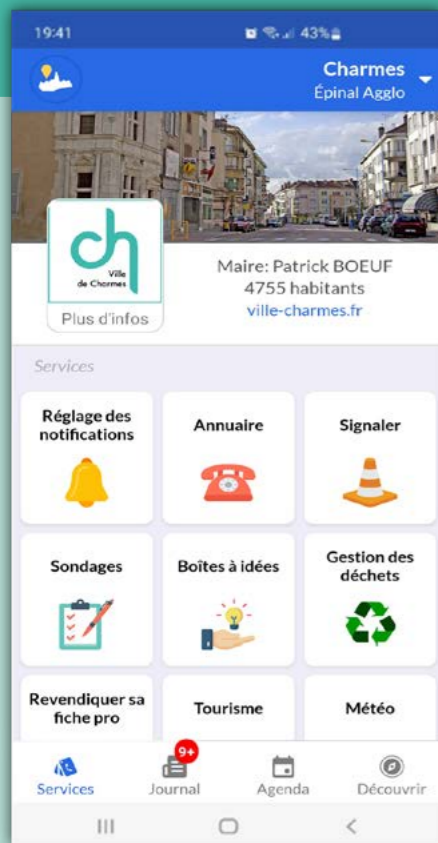 19:41
43%
Charmes
Épinal Agglo
ch
Ville
de Charmes
Plus d'infos
Maire: Patrick BOEUF
4755 habitants
ville-charmes.fr
Services
Réglage des
notifications
Annuaire
Signaler
Sondages
Boîtes à idées
Gestion des
déchets
Revendiquer sa
fiche pro
Tourisme
Météo
9+
Services
Journal
Agenda
Découvrir